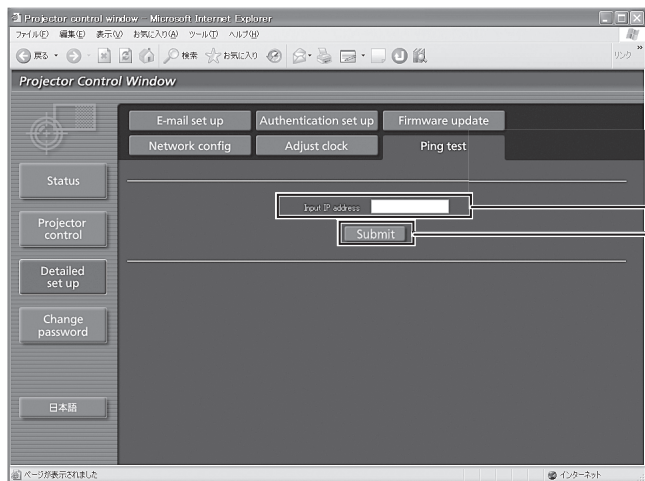 Projector control window - Microsoft Internet Explorer
ファイル(F) 編集(E) 表示(V) お気に入り(A) ツール(T) ヘルプ(H)
戻る 検索 お気に入り リンク »
Projector Control Window
E-mail set up Authentication set up Firmware update
Network config Adjust clock Ping test
Status
Input IP address
Projector control
Submit
Detailed set up
Change password
日本語
ページが表示されました インターネット